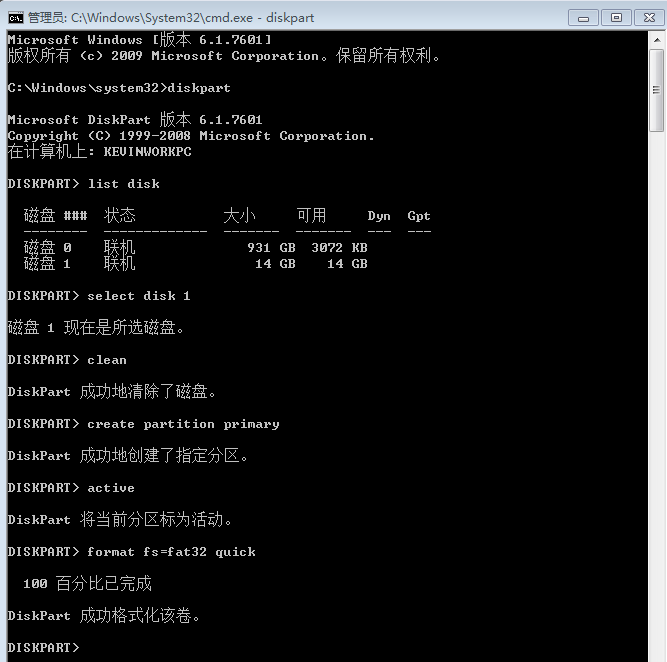 管理员: C:\Windows\System32\cmd.exe - diskpart
Microsoft Windows [版本 6.1.7601]
版权所有 (c) 2009 Microsoft Corporation。保留所有权利。
C:\Windows\system32>diskpart
Microsoft DiskPart 版本 6.1.7601
Copyright (C) 1999-2008 Microsoft Corporation.
在计算机上: KEVINWORKPC
DISKPART> list disk
磁盘 ### 状态 大小 可用 Dyn Gpt
-------- ------------- ------- ------- --- ---
磁盘 0 联机 931 GB 3072 KB
磁盘 1 联机 14 GB 14 GB
DISKPART> select disk 1
磁盘 1 现在是所选磁盘。
DISKPART> clean
DiskPart 成功地清除了磁盘。
DISKPART> create partition primary
DiskPart 成功地创建了指定分区。
DISKPART> active
DiskPart 将当前分区标为活动。
DISKPART> format fs=fat32 quick
100 百分比已完成
DiskPart 成功格式化该卷。
DISKPART>